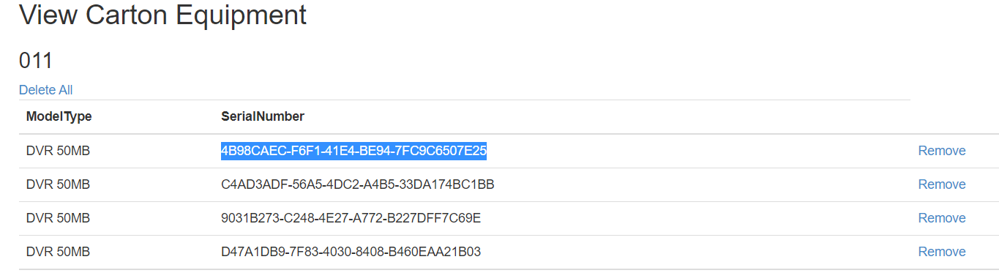 View Carton Equipment
011
Delete All
ModelType SerialNumber
DVR 50MB 4B98CAEC-F6F1-41E4-BE94-7FC9C6507E25 Remove
DVR 50MB C4AD3ADF-56A5-4DC2-A4B5-33DA174BC1BB Remove
DVR 50MB 9031B273-C248-4E27-A772-B227DFF7C69E Remove
DVR 50MB D47A1DB9-7F83-4030-8408-B460EAA21B03 Remove